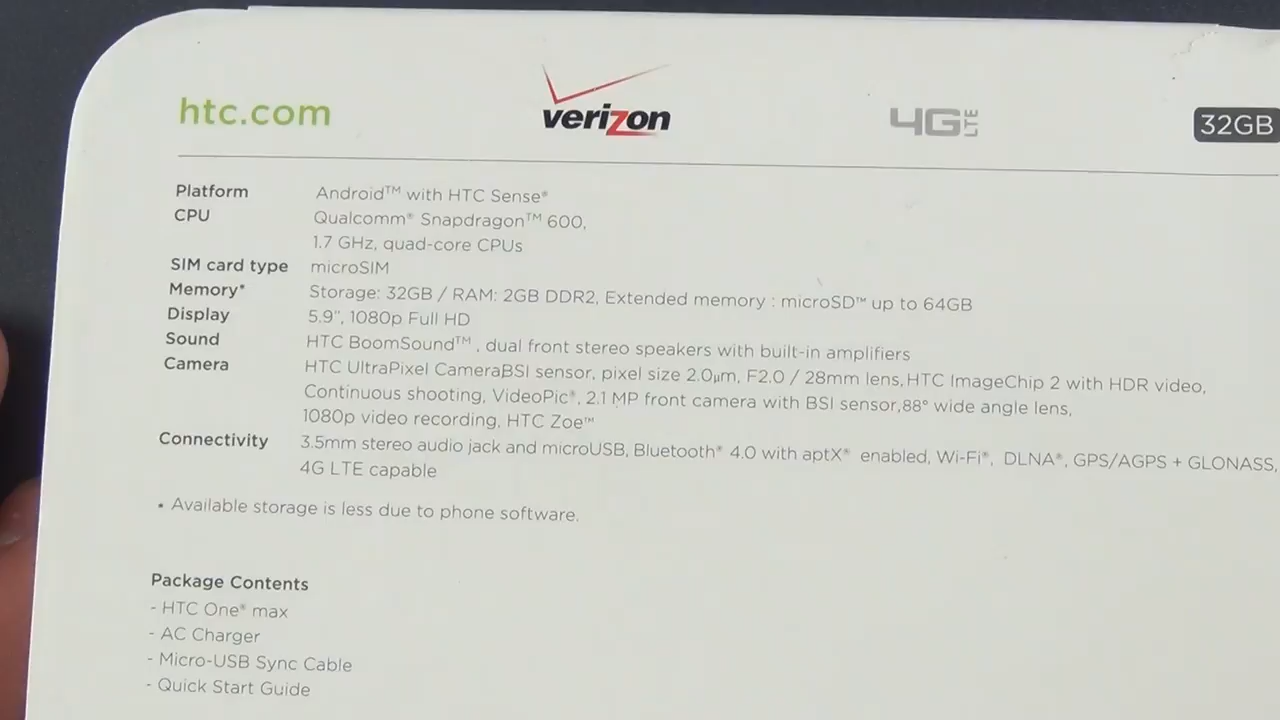 htc.com verizon 4G LTE 32GB
Platform Android™ with HTC Sense®
CPU Qualcomm® Snapdragon™ 600,
1.7 GHz, quad-core CPUs
SIM card type microSIM
Memory* Storage: 32GB / RAM: 2GB DDR2, Extended memory : microSD™ up to 64GB
Display 5.9", 1080p Full HD
Sound HTC BoomSound™ , dual front stereo speakers with built-in amplifiers
Camera HTC UltraPixel CameraBSI sensor, pixel size 2.0µm, F2.0 / 28mm lens, HTC ImageChip 2 with HDR video,
Continuous shooting, VideoPic®, 2.1 MP front camera with BSI sensor,88° wide angle lens,
1080p video recording, HTC Zoe™
Connectivity 3.5mm stereo audio jack and microUSB, Bluetooth® 4.0 with aptX® enabled, Wi-Fi®, DLNA®, GPS/AGPS + GLONASS,
4G LTE capable
• Available storage is less due to phone software.
Package Contents
- HTC One® max
- AC Charger
- Micro-USB Sync Cable
- Quick Start Guide